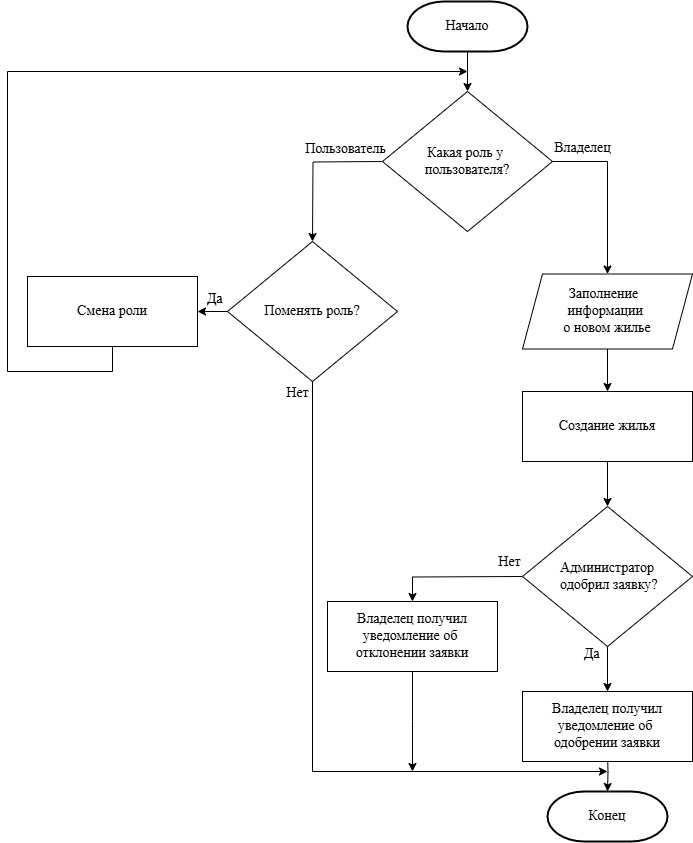 Начало
Какая роль у
пользователя?
Пользователь
Владелец
Поменять роль?
Да
Смена роли
Нет
Заполнение
информации
о новом жилье
Создание жилья
Администратор
одобрил заявку?
Нет
Владелец получил
уведомление об
отклонении заявки
Да
Владелец получил
уведомление об
одобрении заявки
Конец